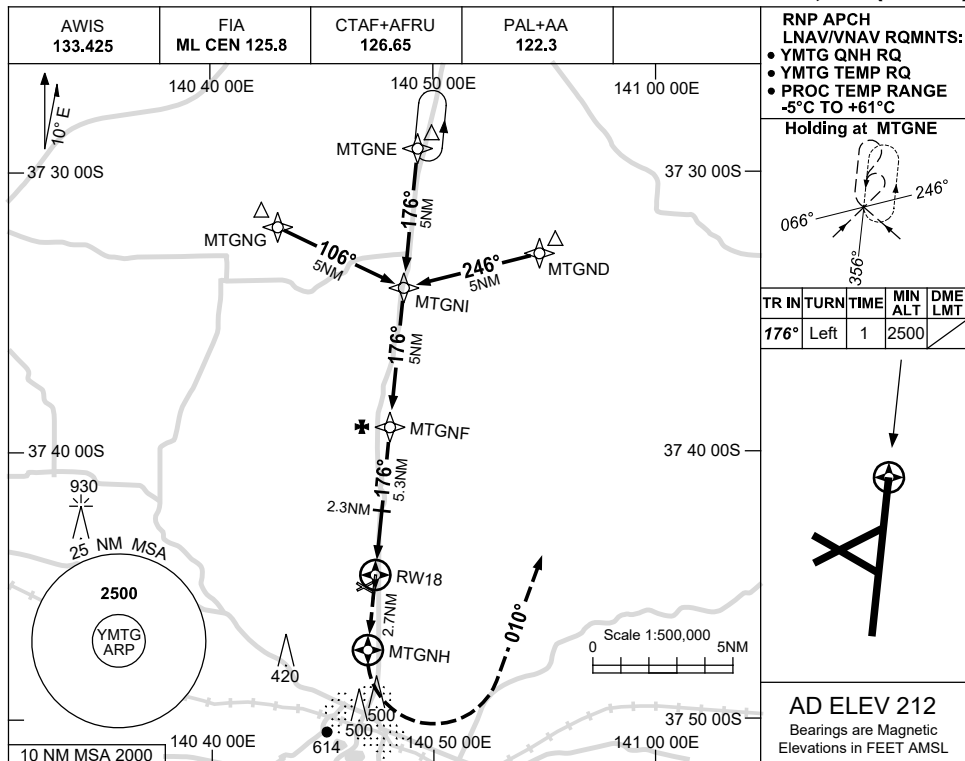 AWIS
133.425
FIA
ML CEN 125.8
CTAF+AFRU
126.65
PAL+AA
122.3
RNP APCH
LNAV/VNAV RQMNTS:
• YMTG QNH RQ
• YMTG TEMP RQ
• PROC TEMP RANGE
-5°C TO +61°C
140 40 00E
140 50 00E
141 00 00E
10° E
MTGNE
37 30 00S
37 30 00S
176°
5NM
MTGNG
106°
5NM
246°
5NM
MTGND
MTGNI
176°
5NM
MTGNF
37 40 00S
37 40 00S
176°
5.3NM
2.3NM
930
25 NM MSA
2500
YMTG
ARP
RW18
2.7NM
MTGNH
010°
Scale 1:500,000
0
5NM
420
500
500
614
37 50 00S
140 40 00E
140 50 00E
141 00 00E
10 NM MSA 2000
Holding at MTGNE
066°
246°
356°
TR IN
TURN
TIME
MIN ALT
DME LMT
176°
Left
1
2500
AD ELEV 212
Bearings are Magnetic
Elevations in FEET AMSL